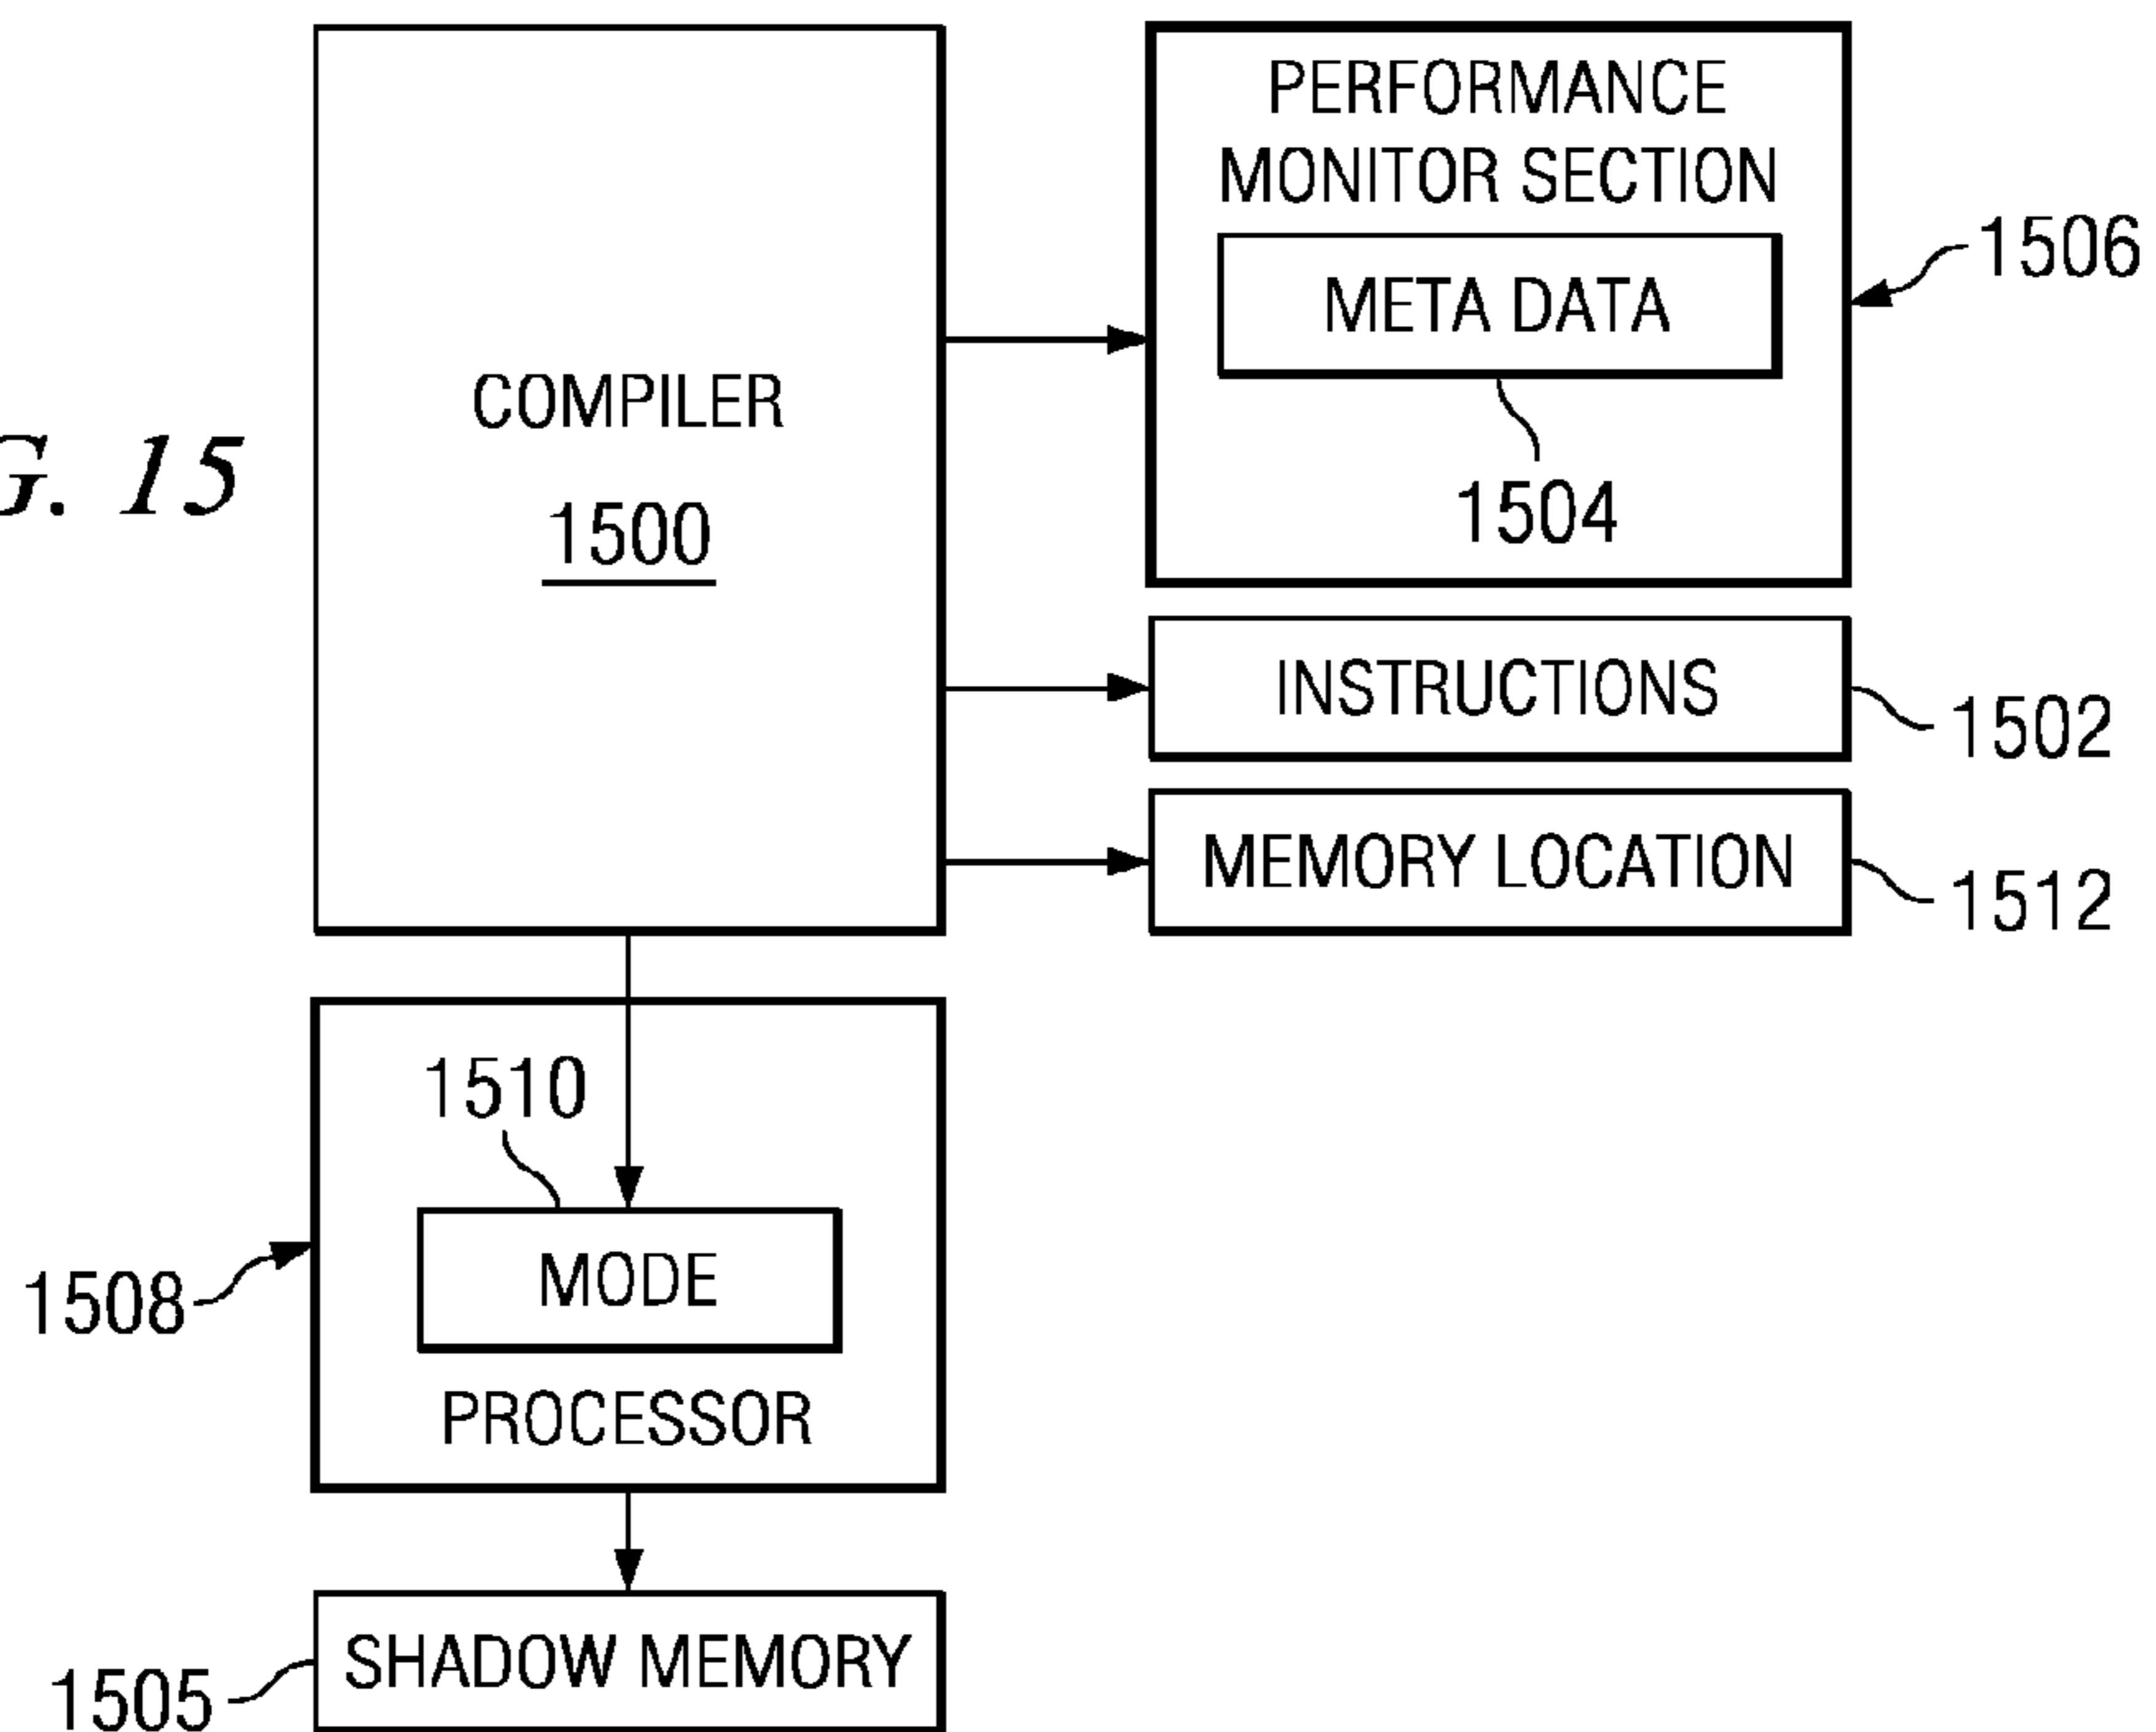 PERFORMANCE
MONITOR SECTION
1506
META DATA
COMPILER
G. 15
1504
1500
INSTRUCTIONS
1502
MEMORY LOCATION
1512
1510
MODE
1508
PROCESSOR
SHADOW MEMORY
1505